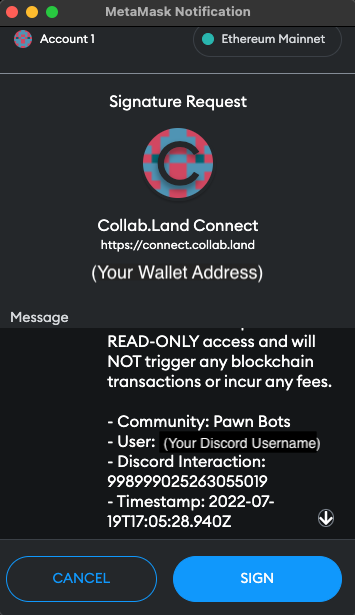 MetaMask Notification
Account 1
Ethereum Mainnet
Signature Request
Collab.Land Connect
https://connect.collab.land
(Your Wallet Address)
Message
READ-ONLY access and will
NOT trigger any blockchain
transactions or incur any fees.
- Community: Pawn Bots
- User: (Your Discord Username)
- Discord Interaction:
998999025263055019
- Timestamp: 2022-07-
19T17:05:28.940Z
CANCEL
SIGN